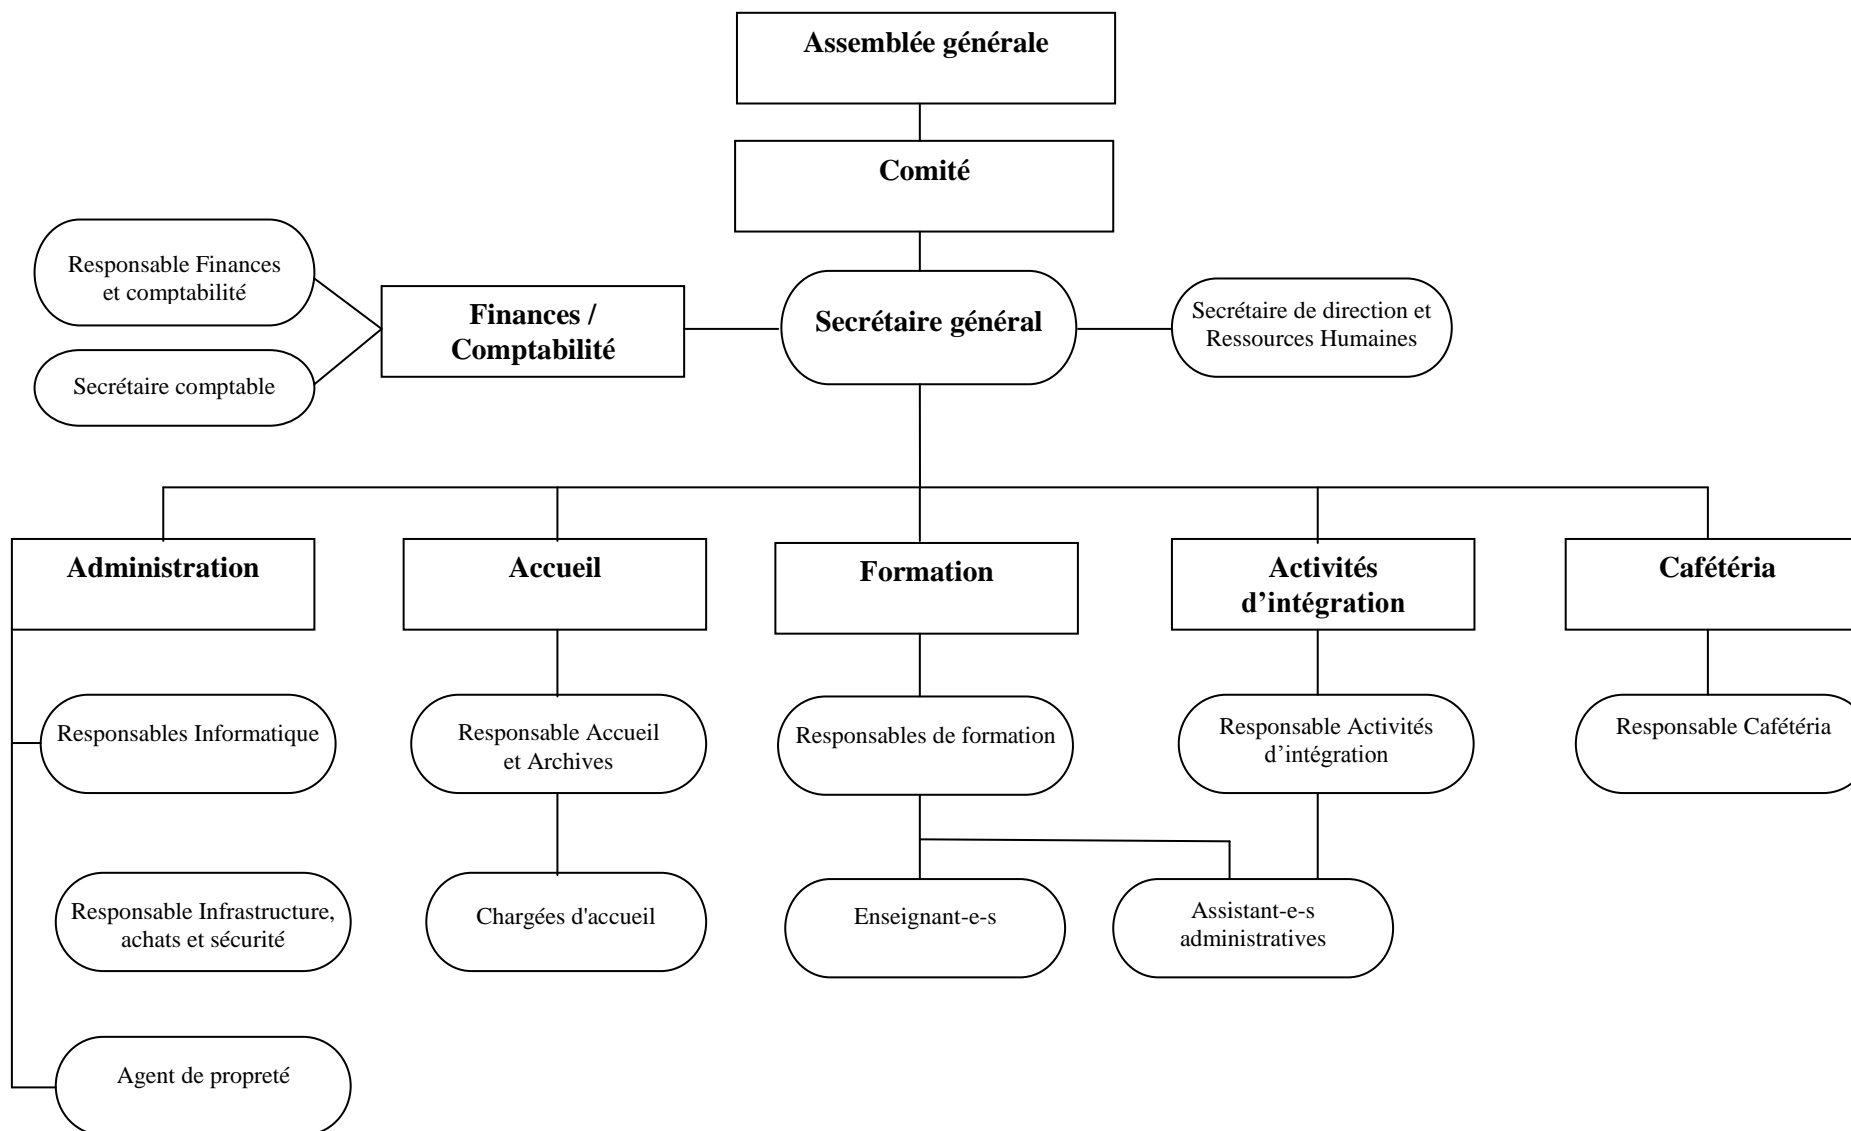 Assemblée générale
Comité
Responsable Finances
et comptabilité
Finances /
Comptabilité
Secrétaire général
Secrétaire de direction et
Ressources Humaines
Secrétaire comptable
Administration
Accueil
Formation
Activités
d’intégration
Cafétéria
Responsables Informatique
Responsable Accueil
et Archives
Responsables de formation
Responsable Activités
d’intégration
Responsable Cafétéria
Responsable Infrastructure,
achats et sécurité
Chargées d'accueil
Enseignant-e-s
Assistant-e-s
administratives
Agent de propreté